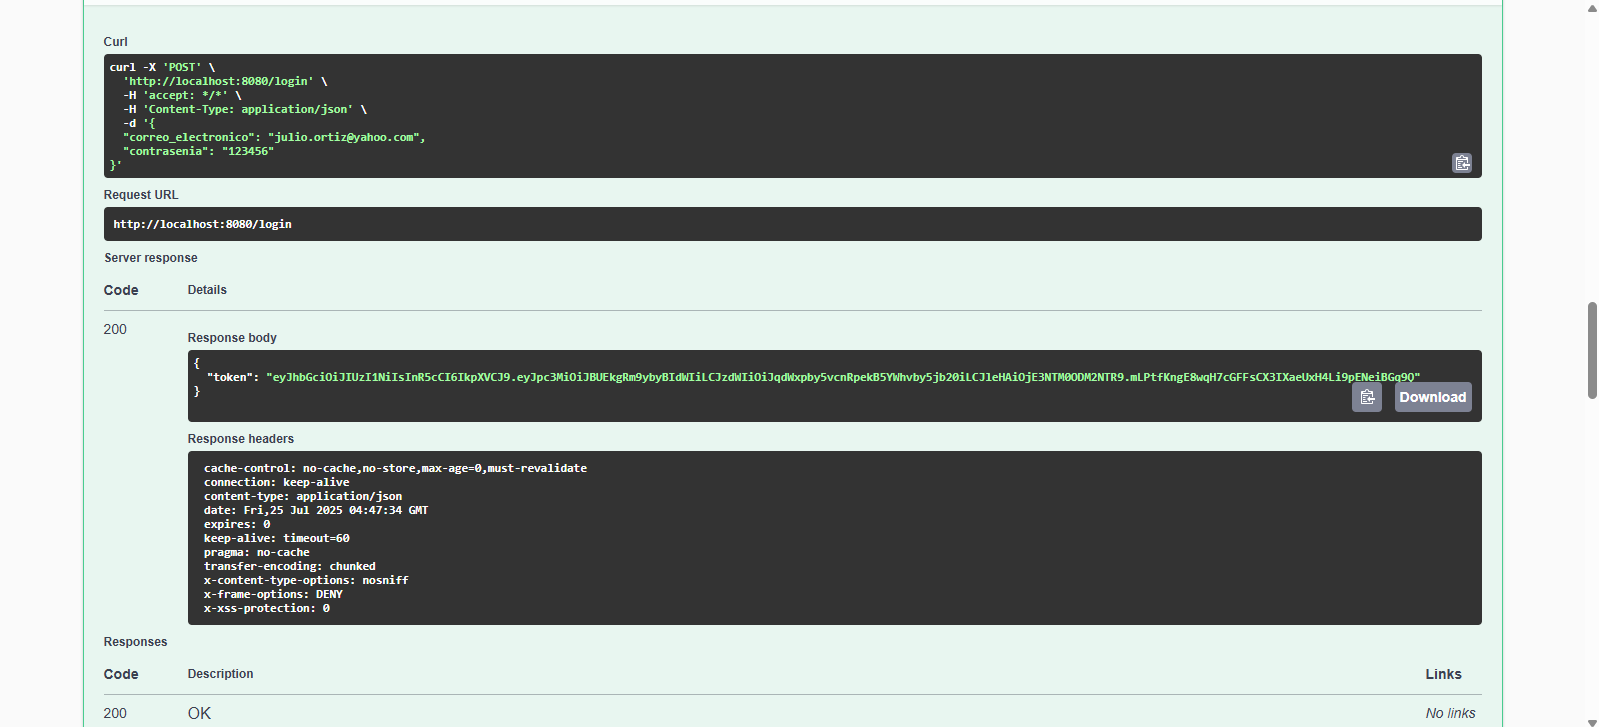 Curl
curl -X 'POST' \
'http://localhost:8080/login' \
-H 'accept: */*' \
-H 'Content-Type: application/json' \
-d '{
"correo_electronico": "julio.ortiz@yahoo.com",
"contrasenia": "123456"
}'
Request URL
http://localhost:8080/login
Server response
Code Details
200
Response body
{
"token": "eyJhbGciOiJIUzI1NiIsInR5cCI6IkpXVCJ9.eyJpc3MiOiJBUEkgRm9ybyBIdWIiLCJzdWIiOiJqdWxpby5vcnRpekB5YWhvby5jb20iLCJleHAiOjE3NTM0ODM2NTR9.mLPtfKngE8wqH7cGFFsCX3IXaeUxH4Li9pENeiBGq9Q"
}
Download
Response headers
cache-control: no-cache,no-store,max-age=0,must-revalidate
connection: keep-alive
content-type: application/json
date: Fri,25 Jul 2025 04:47:34 GMT
expires: 0
keep-alive: timeout=60
pragma: no-cache
transfer-encoding: chunked
x-content-type-options: nosniff
x-frame-options: DENY
x-xss-protection: 0
Responses
Code Description Links
200 OK No links